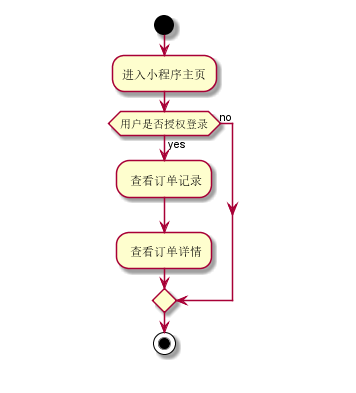 进入小程序主页
用户是否授权登录
no
yes
查看订单记录
查看订单详情